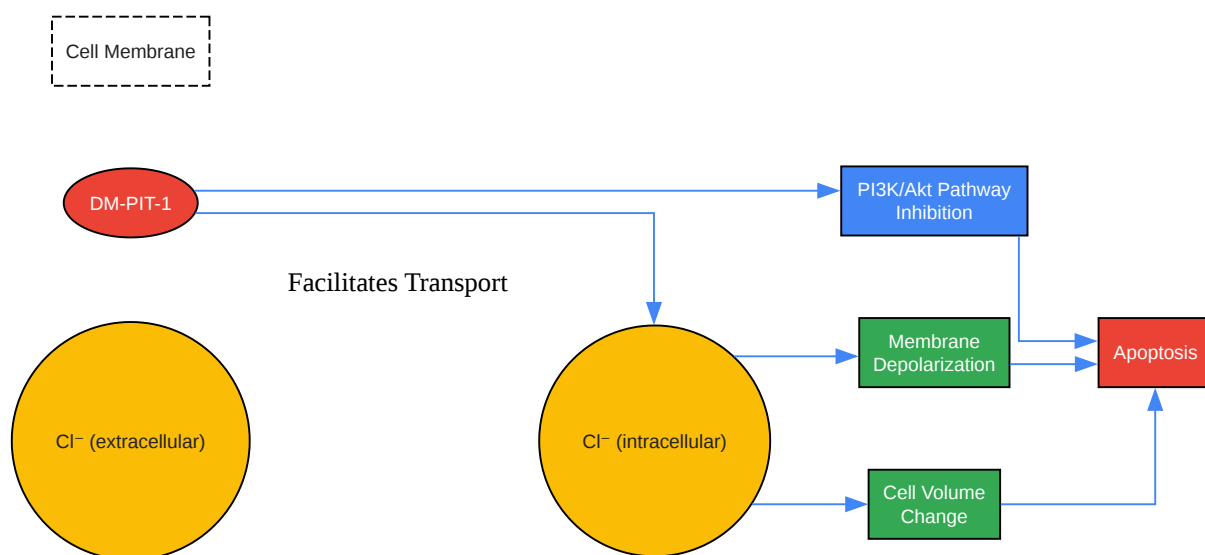 Cell Membrane
DM-PIT-1
PI3K/Akt Pathway
Inhibition
Facilitates Transport
Membrane
Depolarization
Apoptosis
Cl⁻ (extracellular)
Cl⁻ (intracellular)
Cell Volume
Change